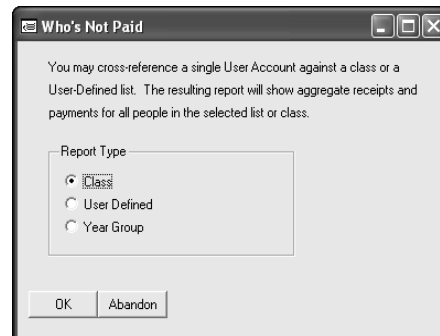 Who's Not Paid
You may cross-reference a single User Account against a class or a
User-Defined list. The resulting report will show aggregate receipts and
payments for all people in the selected list or class.
Report Type
Class
User Defined
Year Group
OK Abandon